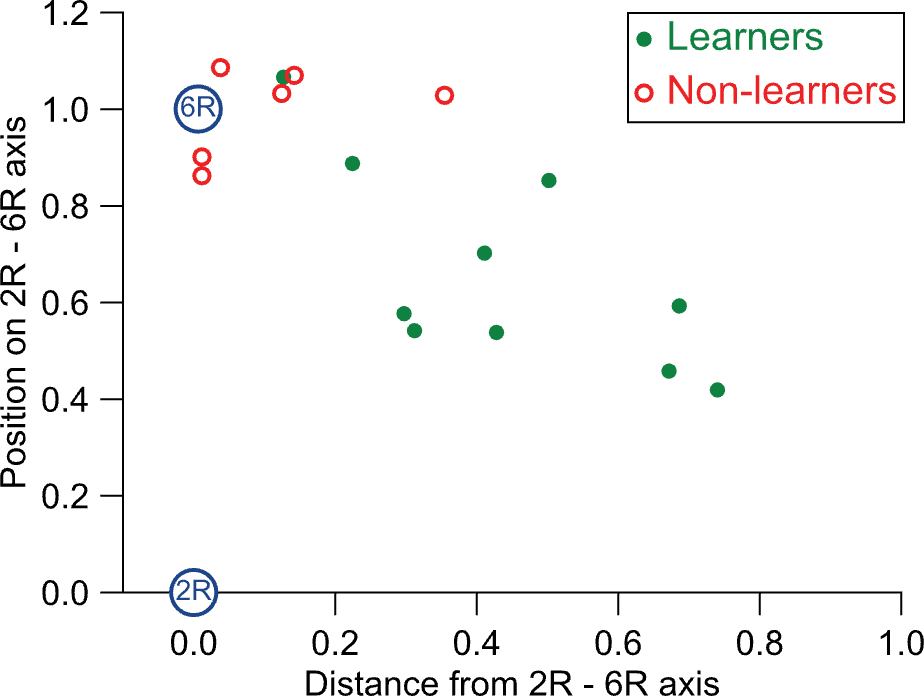 1.2
1.0
0.8
0.6
0.4
0.2
0.0
Position on 2R - 6R axis
Learners
Non-learners
6R
2R
0.0 0.2 0.4 0.6 0.8 1.0
Distance from 2R - 6R axis